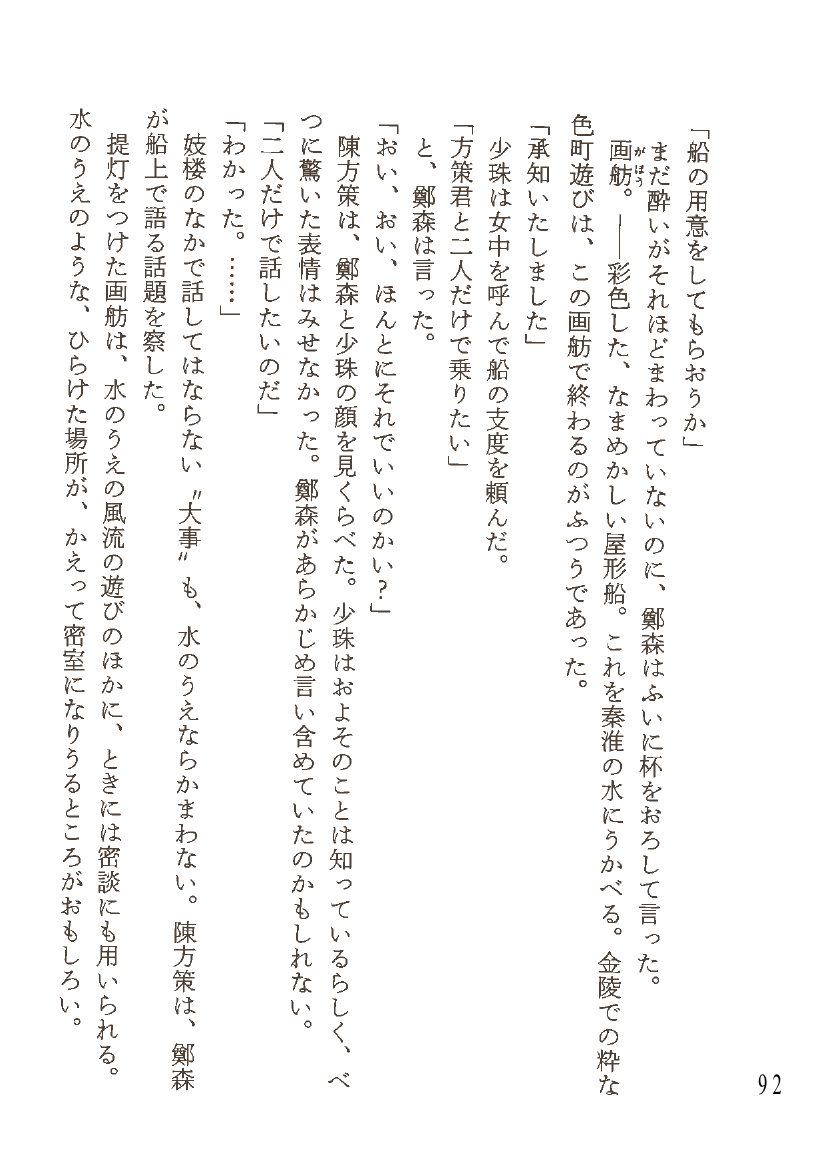 「船の用意をしてもらおうか」
まだ酔いがそれほどまわっていないのに、鄭森はふいに杯をおろして言った。
がぼう
画舫。――彩色した、なまめかしい屋形船。これを秦淮の水にうかべる。金陵での粋な
色町遊びは、この画舫で終わるのがふつうであった。
「承知いたしました」
少珠は女中を呼んで船の支度を頼んだ。
「方策君と二人だけで乗りたい」
と、鄭森は言った。
「おい、おい、ほんとにそれでいいのかい?」
陳方策は、鄭森と少珠の顔を見くらべた。少珠はおよそのことは知っているらしく、べ
つに驚いた表情はみせなかった。鄭森があらかじめ言い含めていたのかもしれない。
「二人だけで話したいのだ」
「わかった。……」
妓楼のなかで話してはならない〝大事〟も、水のうえならかまわない。陳方策は、鄭森
が船上で語る話題を察した。
提灯をつけた画舫は、水のうえの風流の遊びのほかに、ときには密談にも用いられる。
水のうえのような、ひらけた場所が、かえって密室になりうるところがおもしろい。
92